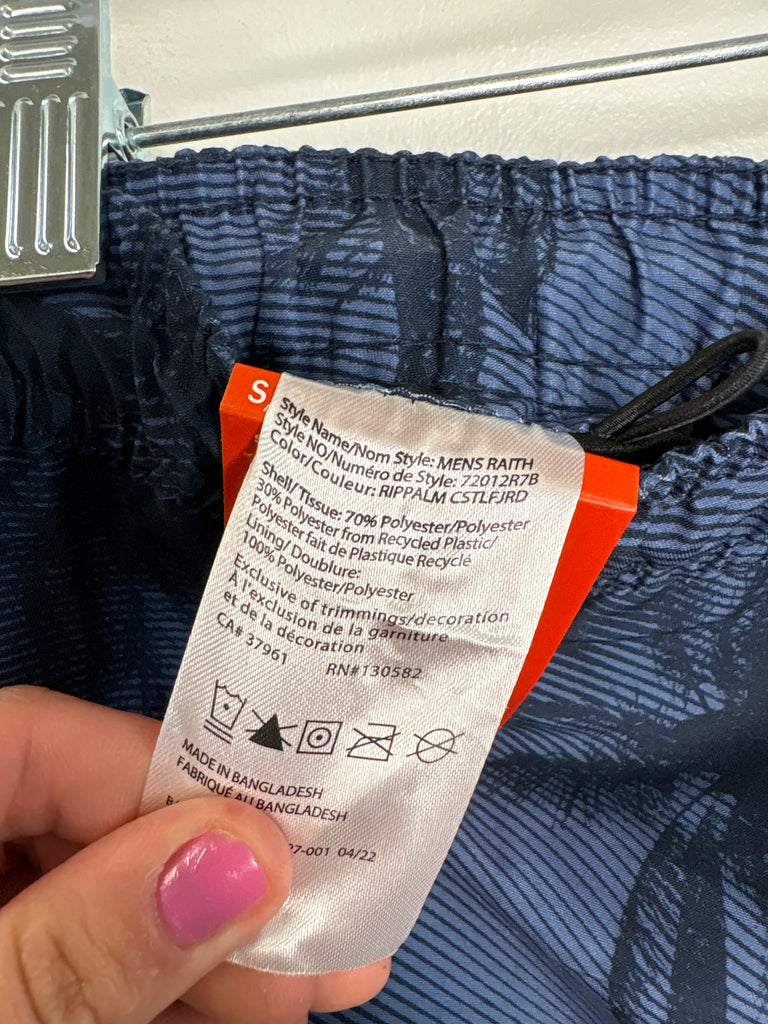 S/
Style Name/Nom Style: MENS RAITH
Style NO/Numéro de Style: 72012R7B
Color/Couleur: RIPPALM CSTLFJRD
Shell/Tissue: 70% Polyester/Polyester
30% Polyester from Recycled Plastic/
Polyester fait de Plastique Recyclé
Lining/ Doublure:
100% Polyester/Polyester
Exclusive of trimmings/decoration
À l'exclusion de la garniture
et de la décoration
CA# 37961 RN#130582
MADE IN BANGLADESH
FABRIQUÉ AU BANGLADESH
07-001 04/22